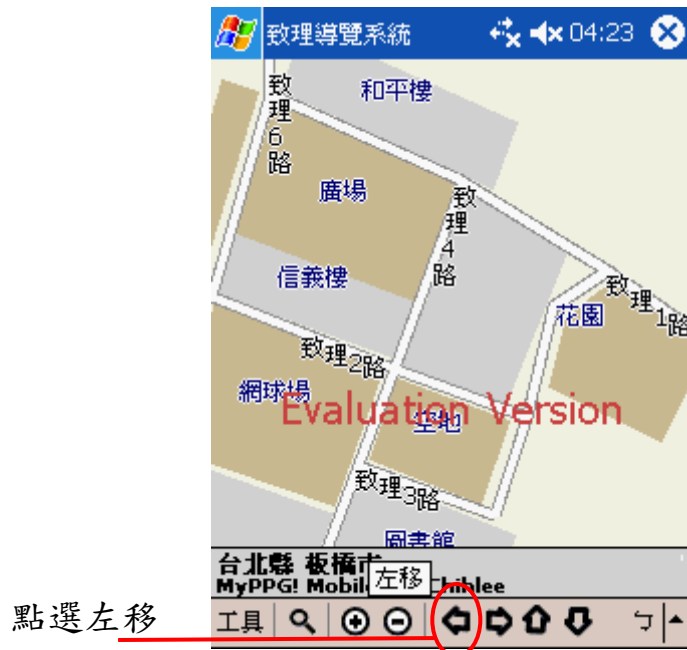 致理導覽系統 04:23
和平樓
致理6路
廣場
致理4路
信義樓
致理1路
花園
致理2路
網球場
Evaluation Version
空地
致理3路
圖書館
台北縣 板橋市
左移
MyPPG! Mobil Chihlee
點選左移
工具
ㄅ